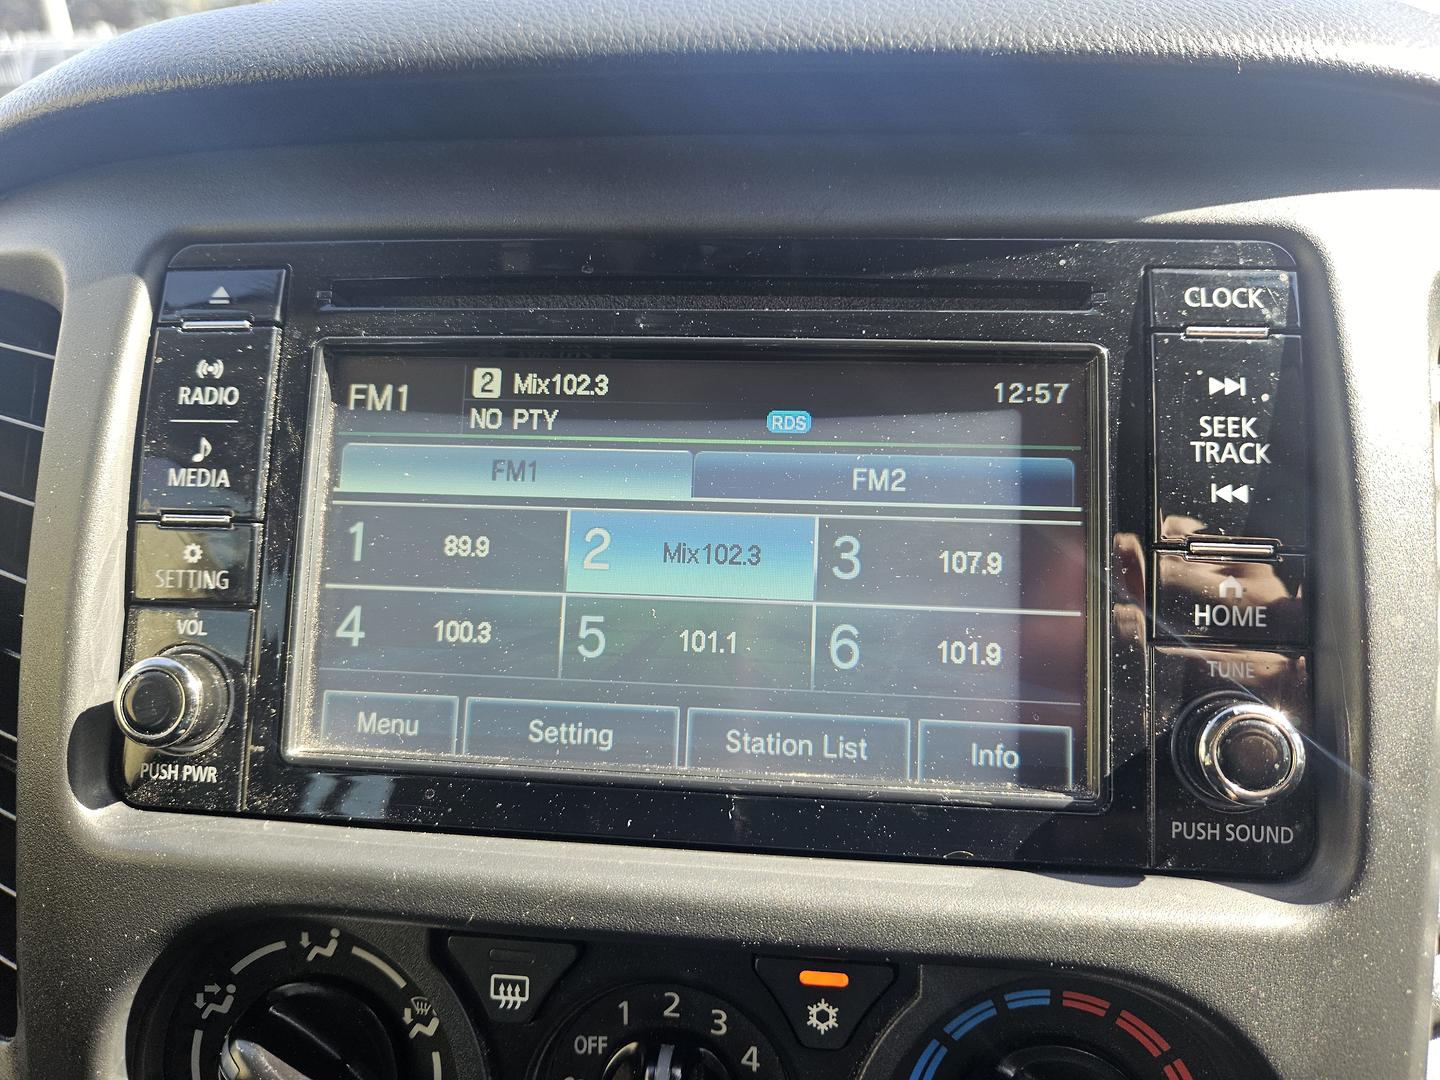 CLOCK
RADIO
MEDIA
SETTING
VOL
PUSH PWR
FM1
2 Mix102.3
12:57
NO PTY
RDS
FM1 FM2
1 89.9 2 Mix102.3 3 107.9
4 100.3 5 101.1 6 101.9
Menu Setting Station List Info
SEEK
TRACK
HOME
TUNE
PUSH SOUND
OFF 1 2 3 4